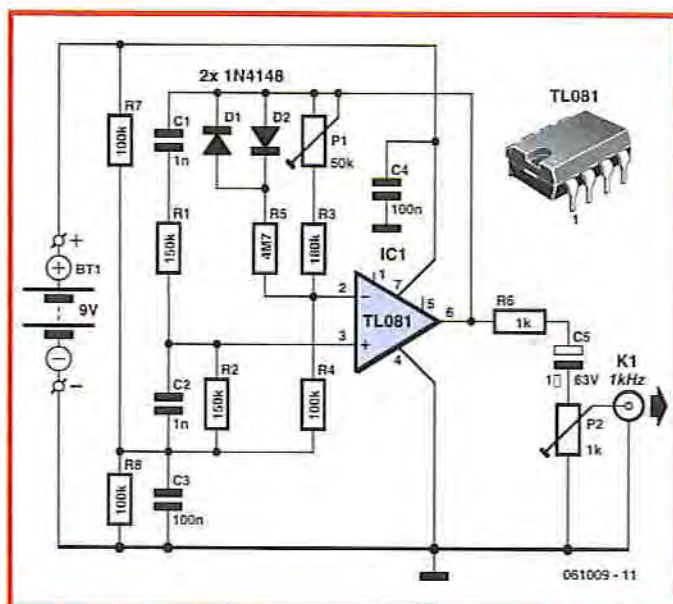 2x 1N4148
TL081
R7
100k
C1
1n
D1
D2
P1
50k
C4
100n
R1
150k
R5
4M7
R3
180k
IC1
+
BT1
9V
-
1
7
2
-
TL081
5
6
3
+
4
R6
1k
C5
1▯
63V
K1
1kHz
C2
1n
R2
150k
R4
100k
P2
1k
R8
100k
C3
100n
1
061009 - 11